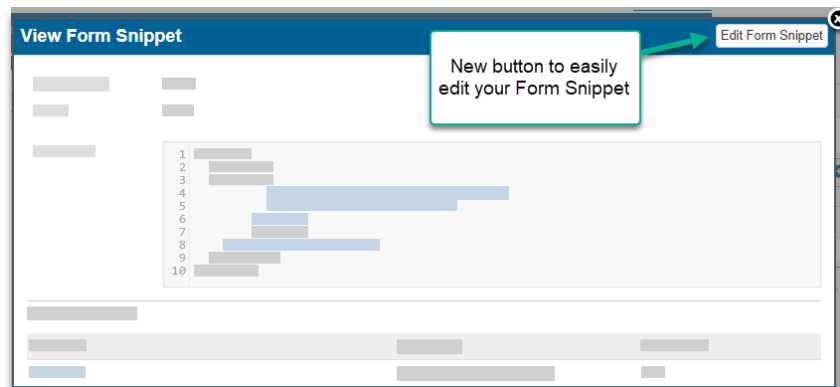 View Form Snippet
Edit Form Snippet
New button to easily
edit your Form Snippet
1
2
3
4
5
6
7
8
9
10